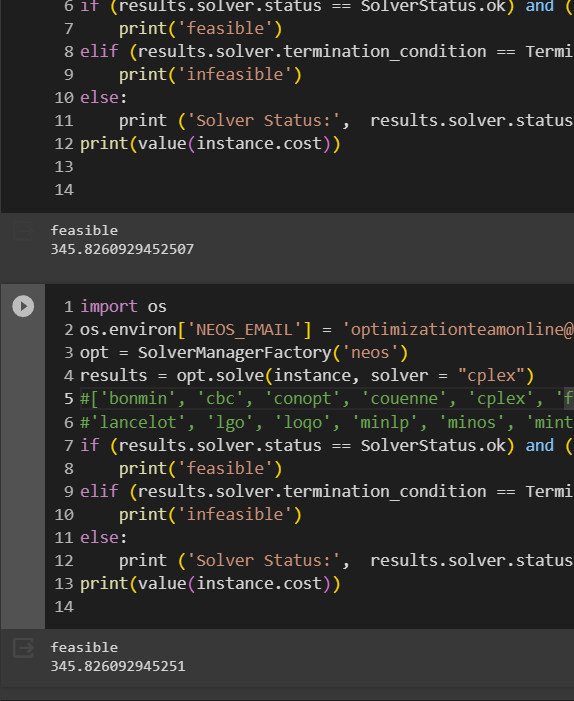 6 if (results.solver.status == SolverStatus.ok) and (
7     print('feasible')
8 elif (results.solver.termination_condition == Termi
9     print('infeasible')
10 else:
11     print ('Solver Status:',  results.solver.status
12 print(value(instance.cost))
13
14
feasible
345.8260929452507
1 import os
2 os.environ['NEOS_EMAIL'] = 'optimizationteamonline@
3 opt = SolverManagerFactory('neos')
4 results = opt.solve(instance, solver = "cplex")
5 #['bonmin', 'cbc', 'conopt', 'couenne', 'cplex', 'f
6 #'lancelot', 'lgo', 'loqo', 'minlp', 'minos', 'mint
7 if (results.solver.status == SolverStatus.ok) and (
8     print('feasible')
9 elif (results.solver.termination_condition == Termi
10     print('infeasible')
11 else:
12     print ('Solver Status:',  results.solver.status
13 print(value(instance.cost))
14
feasible
345.826092945251